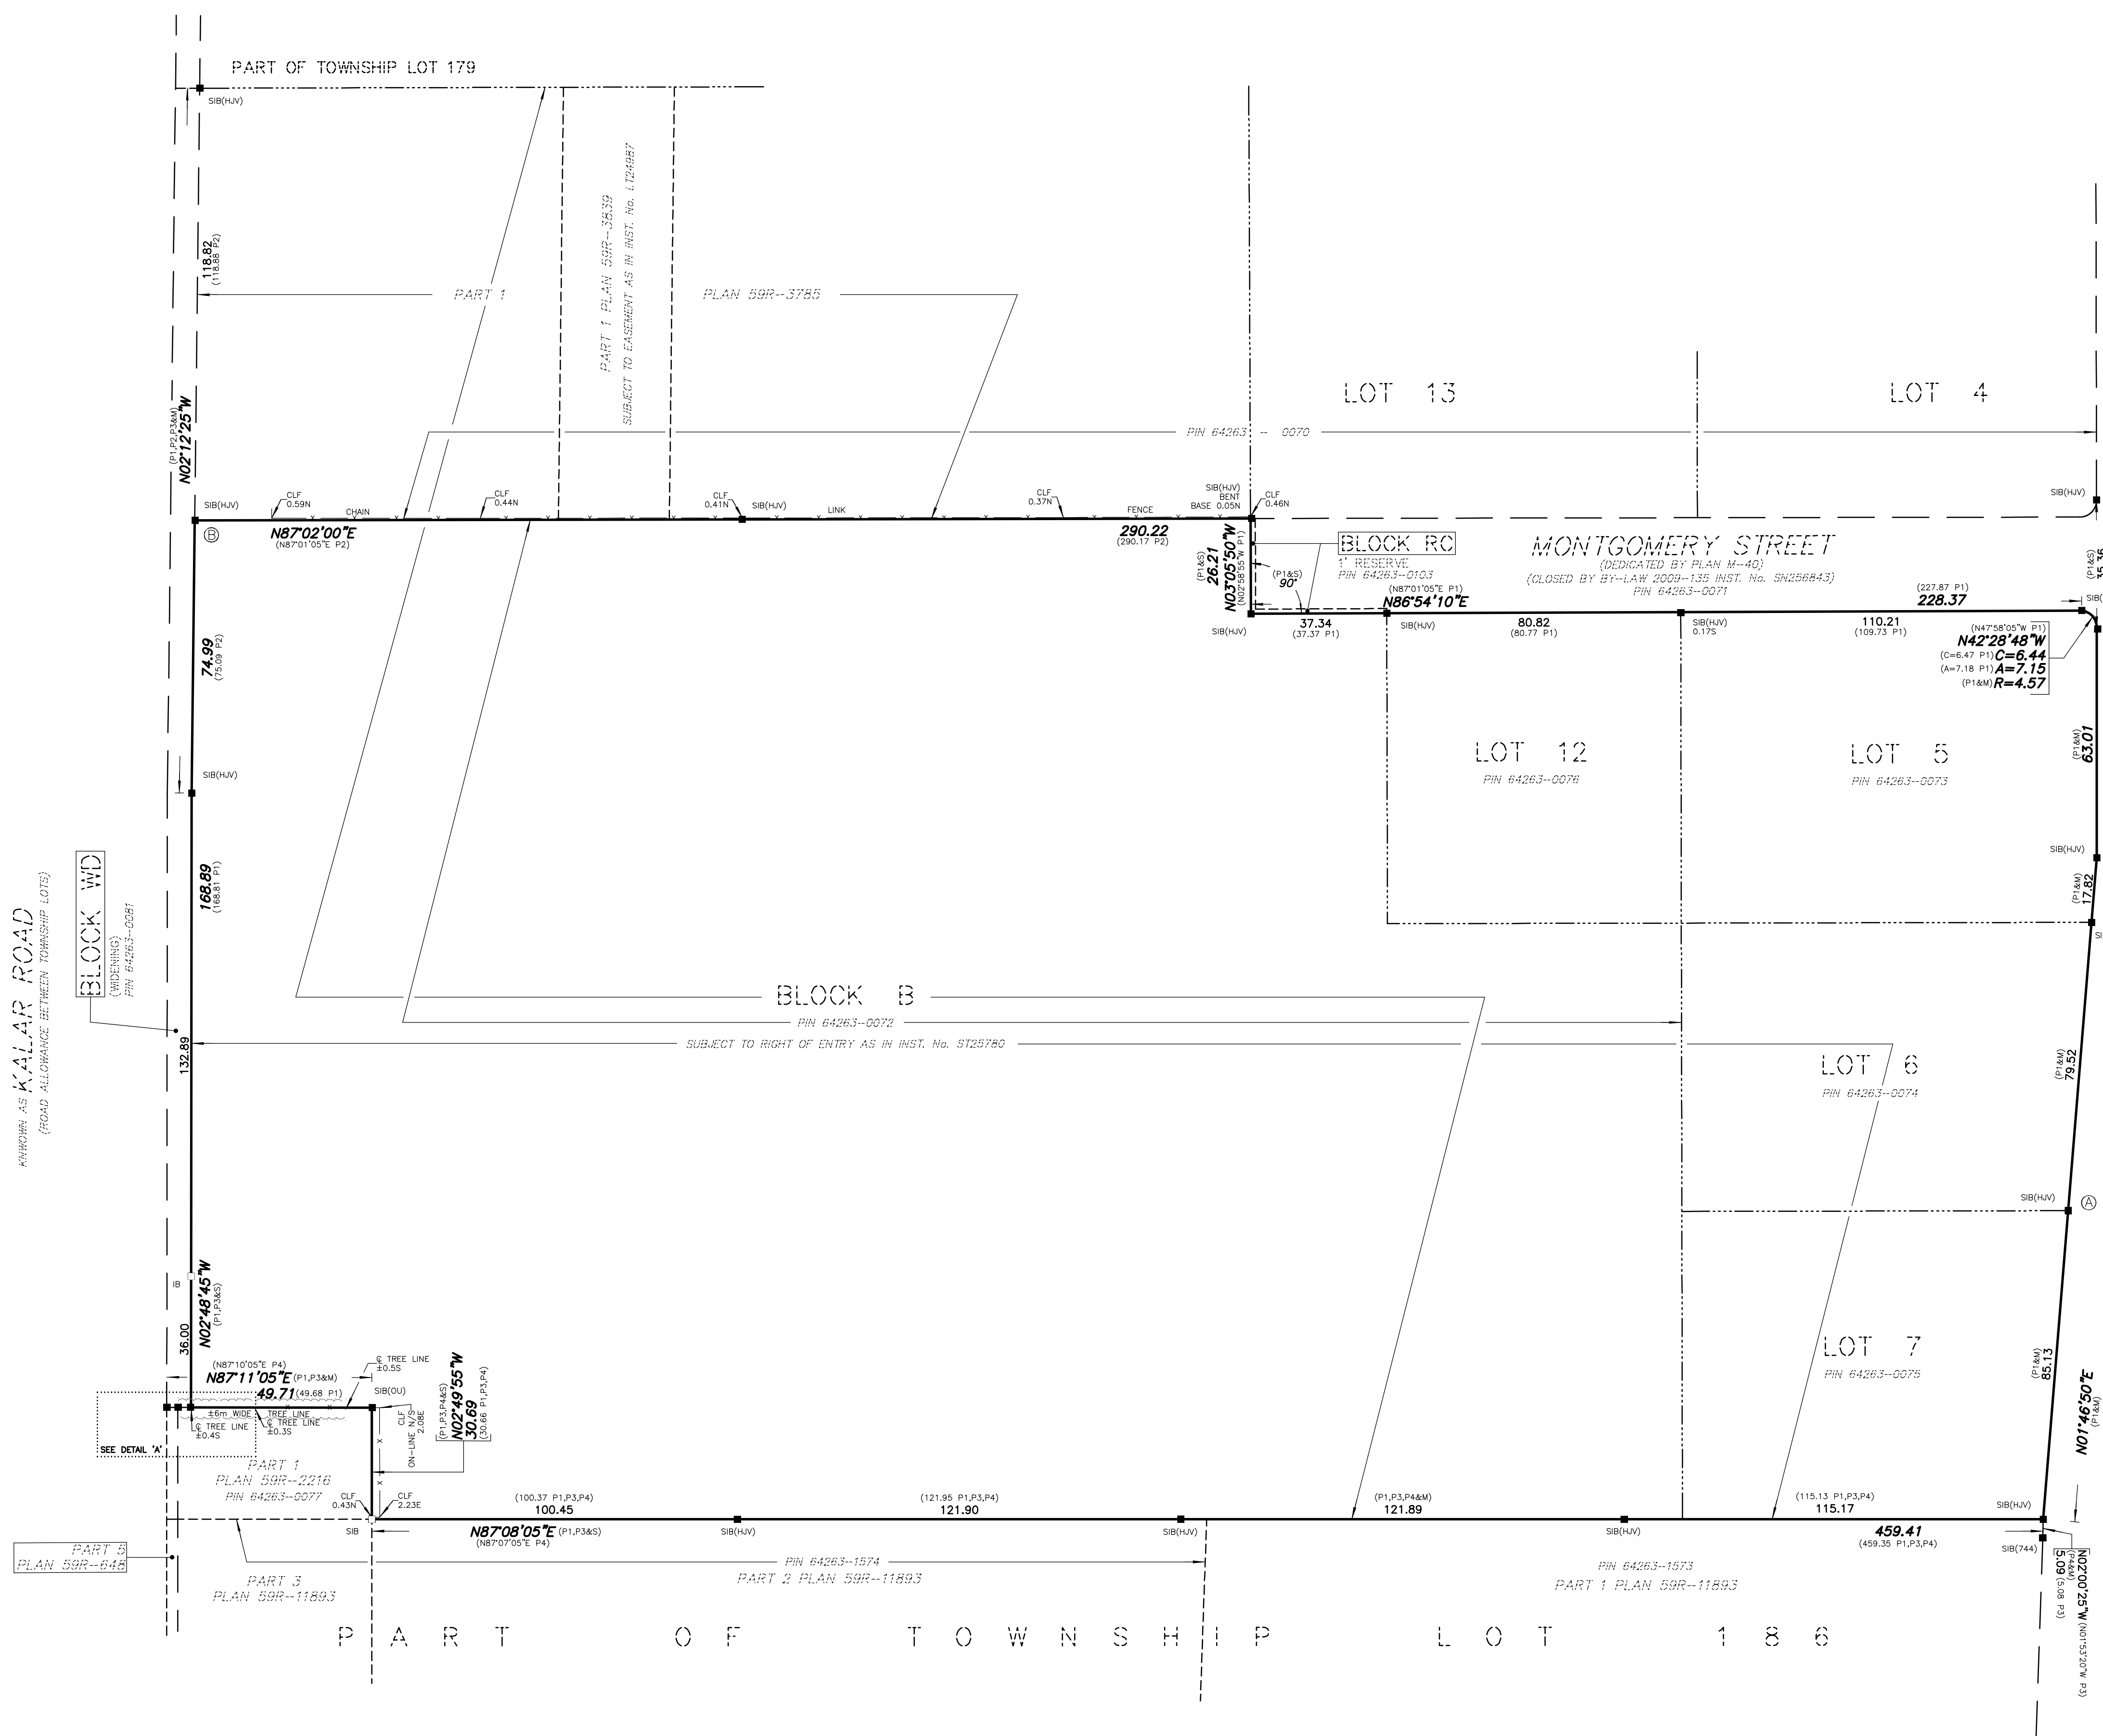 PART OF TOWNSHIP LOT 179
SIB(HJV)
118.82
(118.88 P2)
PART 1
PLAN 59R--3785
PART 1 PLAN 59R--3839
SUBJECT TO EASEMENT AS IN INST. No. LT24987
LOT 13
LOT 4
PIN 64263 -- 0070
N02°12'25"W
(P1,P2,P3&M)
SIB(HJV)
CLF
0.59N
CHAIN
CLF
0.44N
CLF
0.41N
SIB(HJV)
LINK
CLF
0.37N
FENCE
SIB(HJV)
BENT
BASE 0.05N
CLF
0.46N
SIB(HJV)
B
N87°02'00"E
(N87°01'05"E P2)
290.22
(290.17 P2)
(P1&S)
26.21
N03°05'50"W
(N02°58'55"W P1)
BLOCK RC
1' RESERVE
PIN 64263--0103
(P1&S)
90°
MONTGOMERY STREET
(DEDICATED BY PLAN M--40)
(CLOSED BY BY--LAW 2009--135 INST. No. SN256843)
PIN 64263--0071
(P1&S)
35.36
(N87°01'05"E P1)
N86°54'10"E
(227.87 P1)
228.37
SIB(
SIB(HJV)
37.34
(37.37 P1)
SIB(HJV)
80.82
(80.77 P1)
SIB(HJV)
0.17S
110.21
(109.73 P1)
(N47°58'05"W P1)
N42°28'48"W
(C=6.47 P1) C=6.44
(A=7.18 P1) A=7.15
(P1&M) R=4.57
74.99
(75.09 P2)
LOT 12
PIN 64263--0076
LOT 5
PIN 64263--0073
(P1&M)
63.01
SIB(HJV)
SIB(HJV)
(P1&M)
17.82
SI
168.89
(168.81 P1)
BLOCK WD
(WIDENING)
PIN 64263--0081
KNWOWN AS KALAR ROAD
(ROAD ALLOWANCE BETWEEN TOWNSHIP LOTS)
BLOCK B
PIN 64263--0072
SUBJECT TO RIGHT OF ENTRY AS IN INST. No. ST25780
132.89
LOT 6
PIN 64263--0074
(P1&M)
79.52
SIB(HJV)
A
IB
N02°48'45"W
(P1,P3&S)
36.00
LOT 7
PIN 64263--0075
(P1&M)
85.13
N01°46'50"E
(P1&M)
(N87°10'05"E P4)
N87°11'05"E (P1,P3&M)
49.71 (49.68 P1)
℄ TREE LINE
±0.5S
SIB(OU)
±6m WIDE TREE LINE
℄ TREE LINE
±0.4S
℄ TREE LINE
±0.3S
SEE DETAIL 'A'
ON-LINE N/S
CLF
2.08E
(P1,P3,P4&S)
N02°49'55"W
30.69
(30.66 P1,P3,P4)
PART 1
PLAN 59R--2216
PIN 64263--0077
CLF
0.43N
CLF
2.23E
SIB
(100.37 P1,P3,P4)
100.45
N87°08'05"E (P1,P3&S)
(N87°07'05"E P4)
SIB(HJV)
(121.95 P1,P3,P4)
121.90
SIB(HJV)
(P1,P3,P4&M)
121.89
SIB(HJV)
(115.13 P1,P3,P4)
115.17
SIB(HJV)
459.41
(459.35 P1,P3,P4)
SIB(744)
N02°00'25"W (N01°53'20"W P3)
(P4&M)
5.09 (5.08 P3)
PART 5
PLAN 59R--648
PART 3
PLAN 59R--11893
PIN 64263--1574
PART 2 PLAN 59R--11893
PIN 64263--1573
PART 1 PLAN 59R--11893
PART OF TOWNSHIP LOT 186